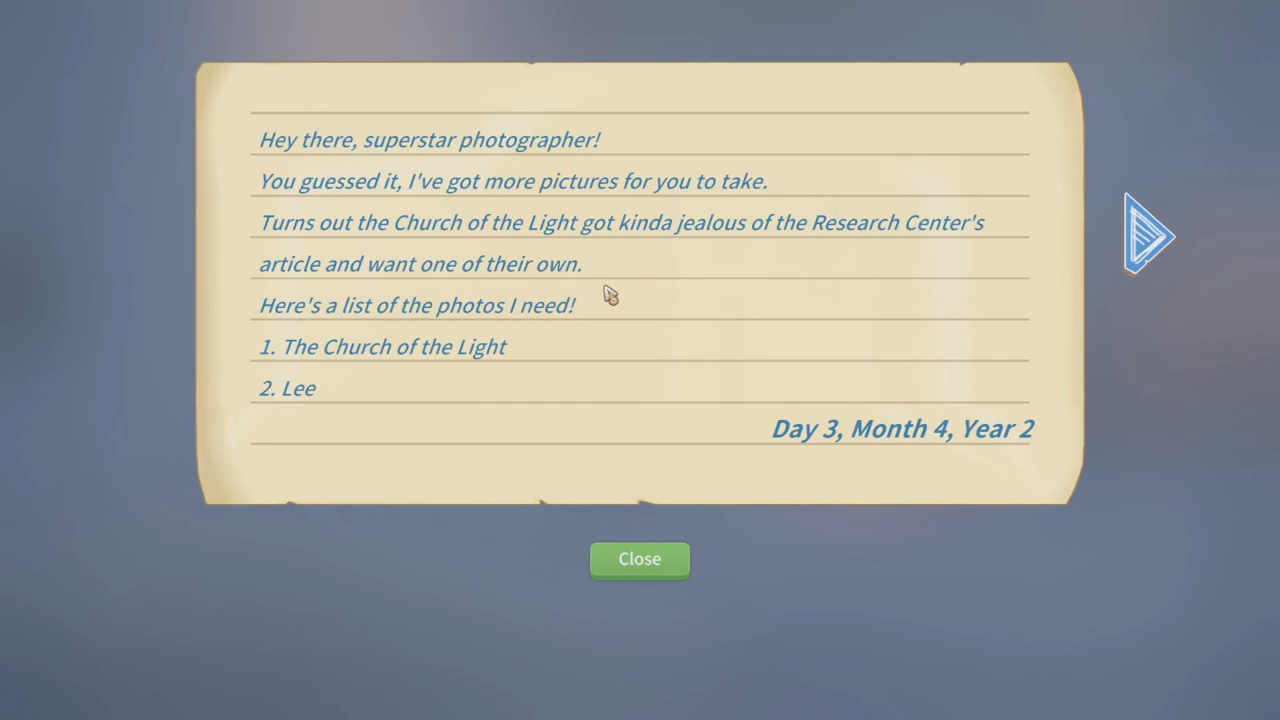 Hey there, superstar photographer!
You guessed it, I've got more pictures for you to take.
Turns out the Church of the Light got kinda jealous of the Research Center's
article and want one of their own.
Here's a list of the photos I need!
1. The Church of the Light
2. Lee
Day 3, Month 4, Year 2
Close